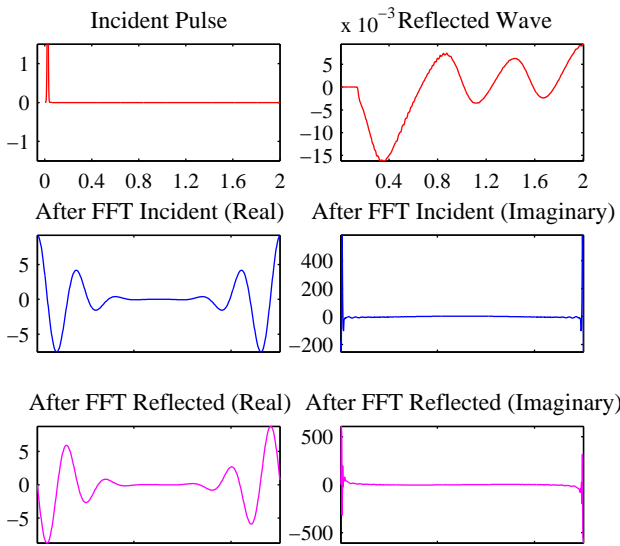 Incident Pulse
1
0
−1
0 0.4 0.8 1.2 1.6 2
x 10⁻³ Reflected Wave
5
0
−5
−10
−15
0.4 0.8 1.2 1.6 2
After FFT Incident (Real)
5
0
−5
After FFT Incident (Imaginary)
400
200
0
−200
After FFT Reflected (Real)
5
0
−5
After FFT Reflected (Imaginary)
500
0
−500